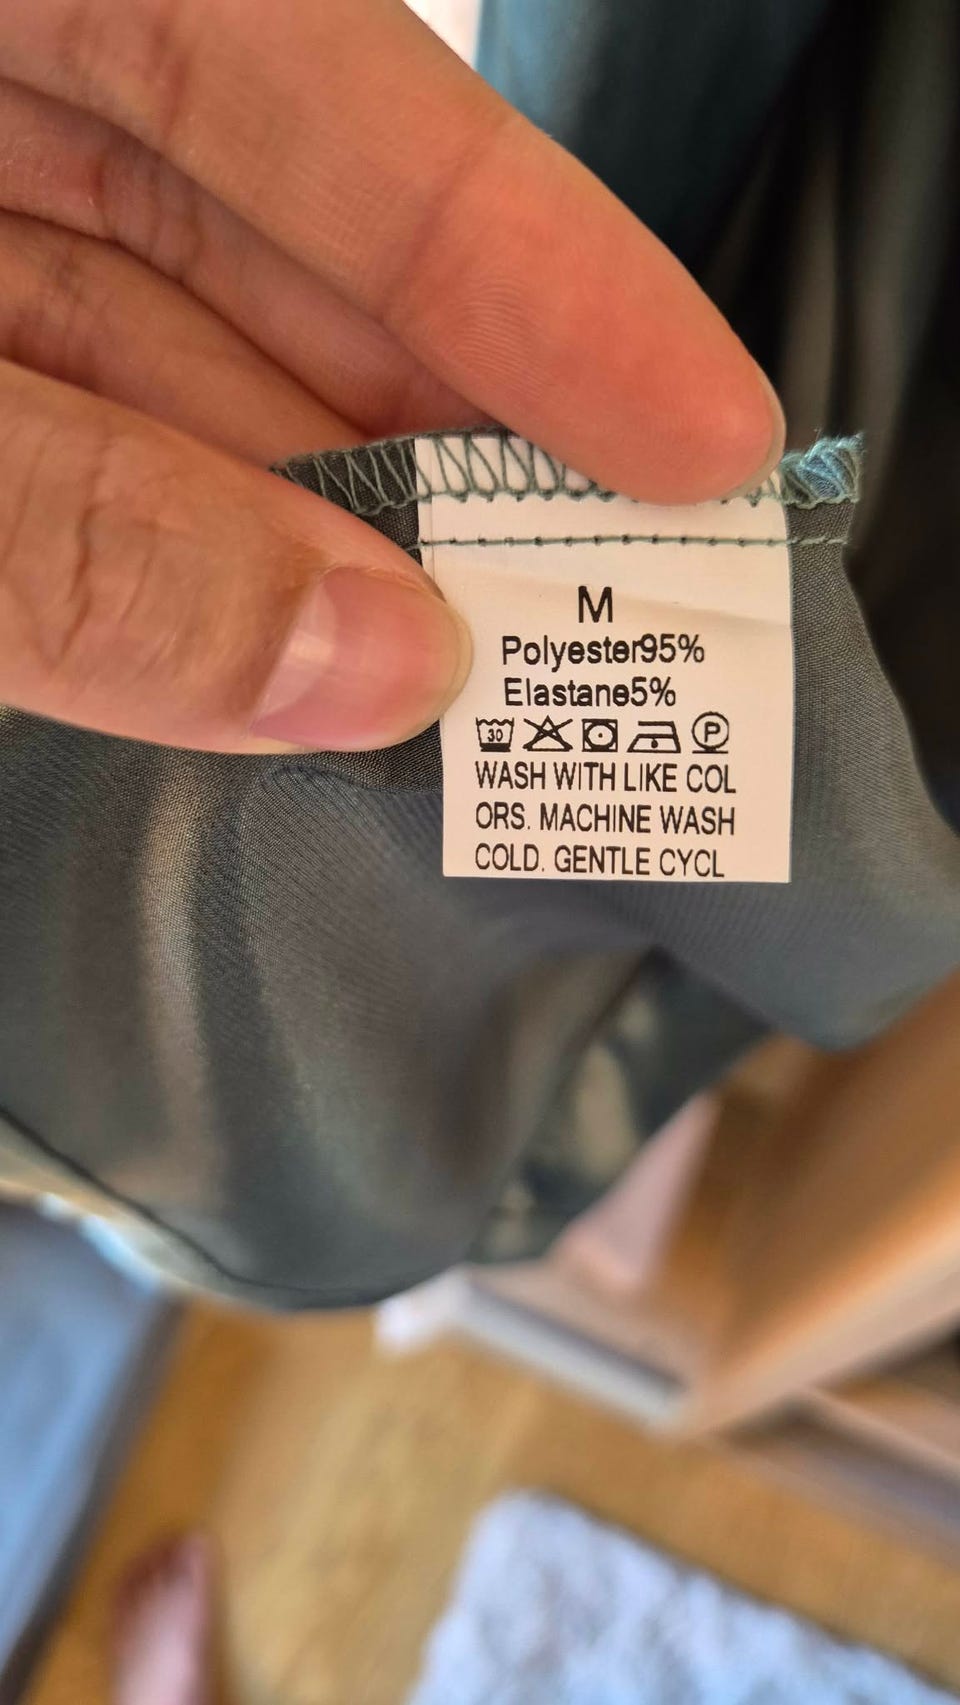 M
Polyester95%
Elastane5%
30 P
WASH WITH LIKE COL
ORS. MACHINE WASH
COLD. GENTLE CYCL